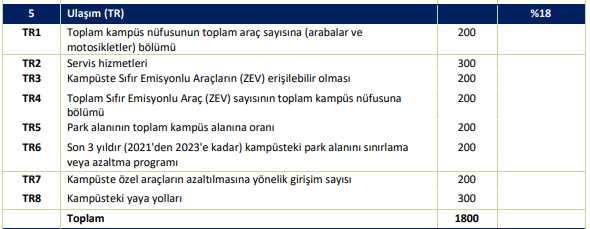 5 Ulaşım (TR) %18
TR1 Toplam kampüs nüfusunun toplam araç sayısına (arabalar ve 200
motosikletler) bölümü
TR2 Servis hizmetleri 300
TR3 Kampüste Sıfır Emisyonlu Araçların (ZEV) erişilebilir olması 200
TR4 Toplam Sıfır Emisyonlu Araç (ZEV) sayısının toplam kampüs nüfusuna 200
bölümü
TR5 Park alanının toplam kampüs alanına oranı 200
TR6 Son 3 yıldır (2021'den 2023'e kadar) kampüsteki park alanını sınırlama 200
veya azaltma programı
TR7 Kampüste özel araçların azaltılmasına yönelik girişim sayısı 200
TR8 Kampüsteki yaya yolları 300
Toplam 1800